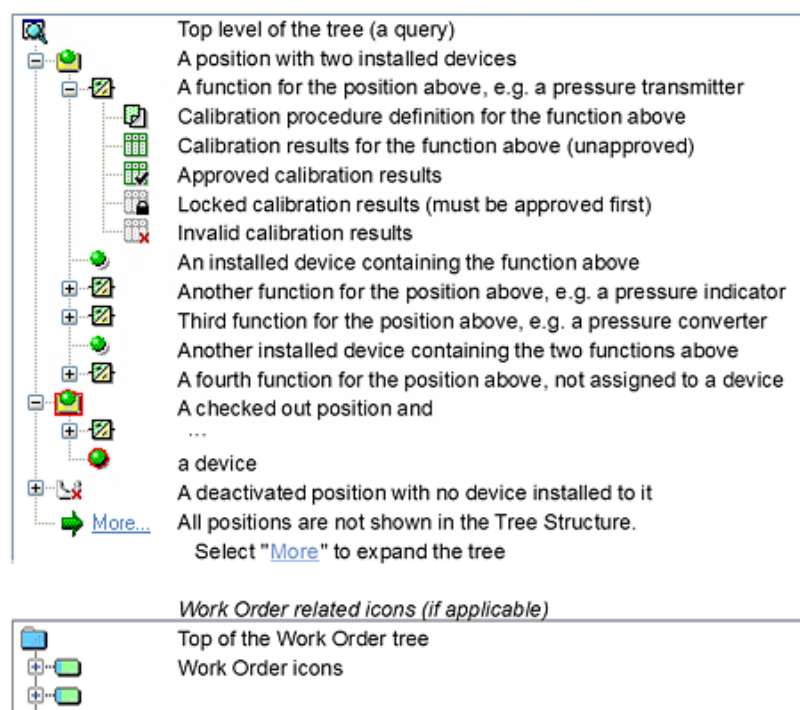 Top level of the tree (a query)
A position with two installed devices
A function for the position above, e.g. a pressure transmitter
Calibration procedure definition for the function above
Calibration results for the function above (unapproved)
Approved calibration results
Locked calibration results (must be approved first)
Invalid calibration results
An installed device containing the function above
Another function for the position above, e.g. a pressure indicator
Third function for the position above, e.g. a pressure converter
Another installed device containing the two functions above
A fourth function for the position above, not assigned to a device
A checked out position and
...
a device
A deactivated position with no device installed to it
More... All positions are not shown in the Tree Structure.
Select "More" to expand the tree
Work Order related icons (if applicable)
Top of the Work Order tree
Work Order icons